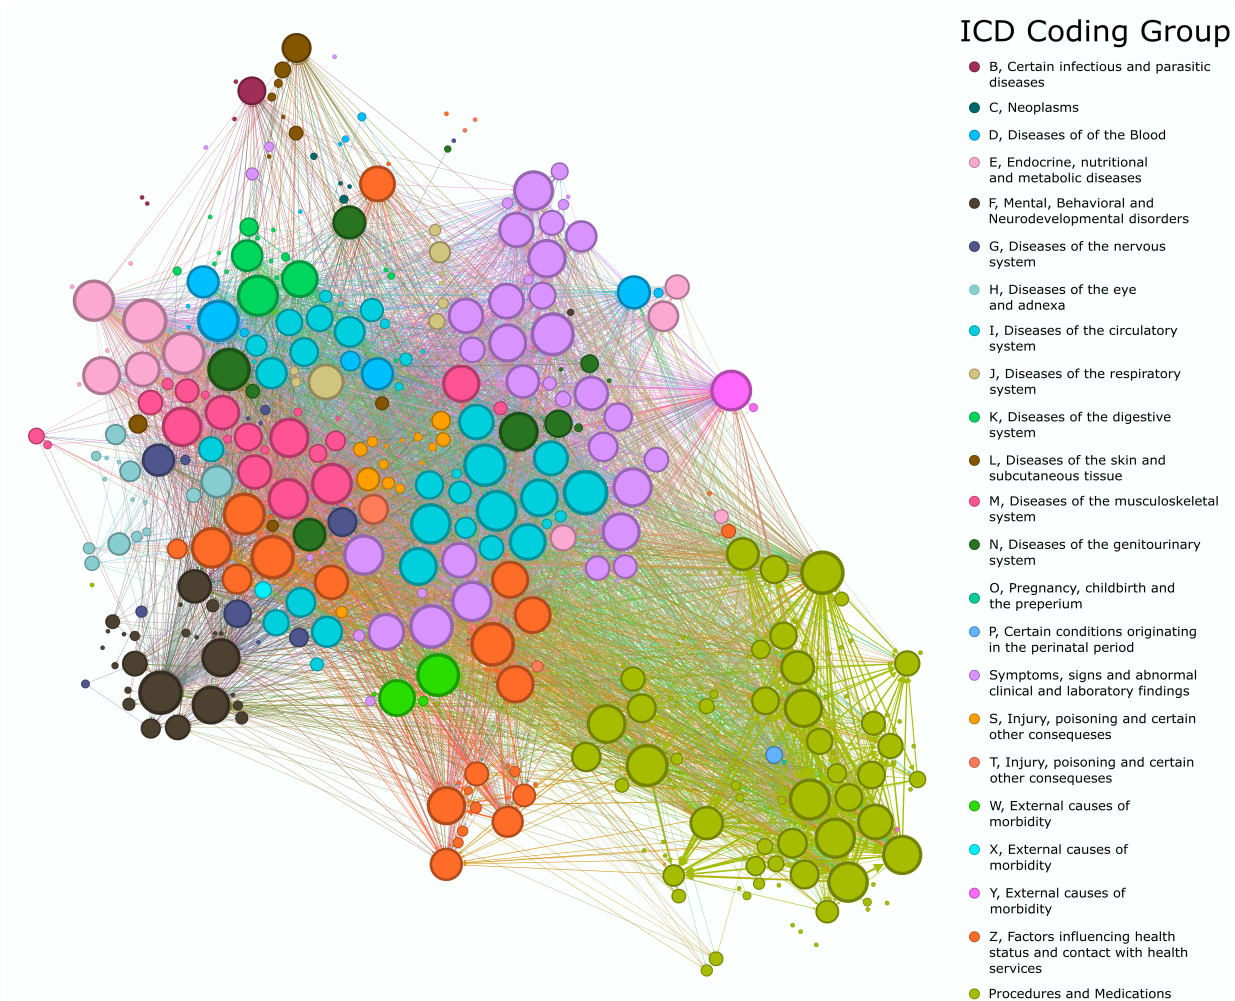 ICD Coding Group
B, Certain infectious and parasitic
diseases
C, Neoplasms
D, Diseases of of the Blood
E, Endocrine, nutritional
and metabolic diseases
F, Mental, Behavioral and
Neurodevelopmental disorders
G, Diseases of the nervous
system
H, Diseases of the eye
and adnexa
I, Diseases of the circulatory
system
J, Diseases of the respiratory
system
K, Diseases of the digestive
system
L, Diseases of the skin and
subcutaneous tissue
M, Diseases of the musculoskeletal
system
N, Diseases of the genitourinary
system
O, Pregnancy, childbirth and
the preperium
P, Certain conditions originating
in the perinatal period
Symptoms, signs and abnormal
clinical and laboratory findings
S, Injury, poisoning and certain
other consequeses
T, Injury, poisoning and certain
other consequeses
W, External causes of
morbidity
X, External causes of
morbidity
Y, External causes of
morbidity
Z, Factors influencing health
status and contact with health
services
Procedures and Medications